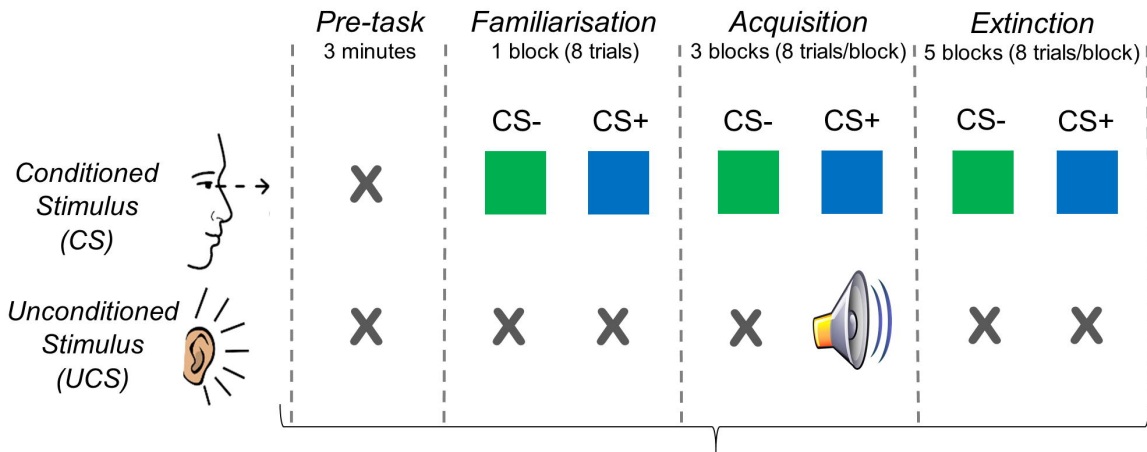 Pre-task
3 minutes
Familiarisation
1 block (8 trials)
Acquisition
3 blocks (8 trials/block)
Extinction
5 blocks (8 trials/block)
CS- CS+ CS- CS+ CS- CS+
Conditioned
Stimulus
(CS)
Unconditioned
Stimulus
(UCS)